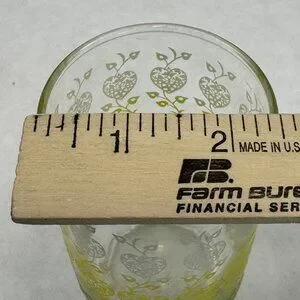 1 2 MADE IN U.S
FB.
Farm Bure
FINANCIAL SER